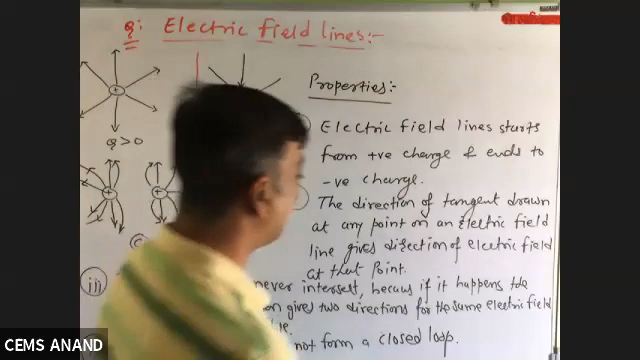 Q: Electric field lines:-
Properties:-
+
Q>0
Electric field lines starts
from +ve charge & ends to
-ve charge.
The direction of tangent drawn
at any point on an electric field
line gives direction of electric field
at that point.
+ +
iii) never intersect, becaus if it happens the
gives two directions for the same electric field
not form a closed loop.
CEMS ANAND